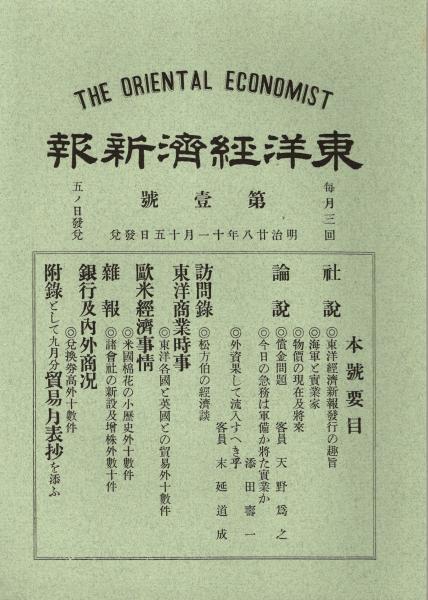 THE ORIENTAL ECONOMIST
報新濟經洋東
每月三回
號壹第
五ノ日發兌
兌發日五十月一十年八廿治明
本號要目
社說
◎東洋經濟新報發行の趣旨
◎海軍と實業家
◎物價の現在及將來
論說
◎償金問題 客員 天野爲之
◎今日の急務は軍備か將た實業か
添田壽一
◎外資果して流入すへき乎
客員 末延道成
訪問錄
◎松方伯の經濟談
東洋商業時事
◎東洋各國と英國との貿易外十數件
歐米經濟事情
◎米國棉花の小歷史外十數件
雜報
◎諸會社の新設及增株外數十件
銀行及內外商況
◎兌換券高外十數件
附錄として九月分貿易月表抄を添ふ